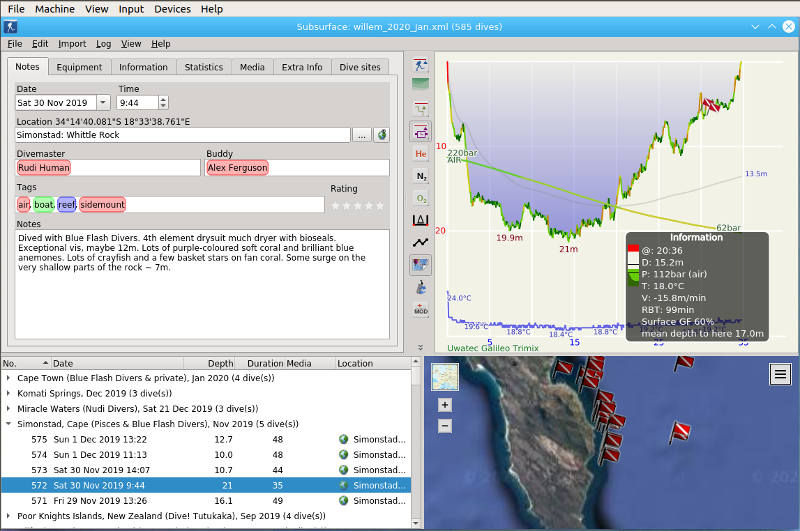 File Machine View Input Devices Help
Subsurface: willem_2020_Jan.xml (585 dives)
File Edit Import Log View Help
Notes Equipment Information Statistics Media Extra Info Dive sites
Date Time
Sat 30 Nov 2019 9:44
Location 34°14'40.081"S 18°33'38.761"E
Simonstad: Whittle Rock ...
Divemaster Buddy
Rudi Human Alex Ferguson
Tags Rating
air, boat, reef, sidemount
Notes
Dived with Blue Flash Divers. 4th element drysuit much dryer with bioseals.
Exceptional vis, maybe 12m. Lots of purple-coloured soft coral and brilliant blue
anemones. Lots of crayfish and a few basket stars on fan coral. Some surge on the
very shallow parts of the rock ~ 7m.
He
N₂
O₂
MOD
10
220bar
AIR
13.5m
20
19.9m
21m
62bar
Information
@: 20:36
D: 15.2m
P: 112bar (air)
T: 18.0°C
V: -15.8m/min
RBT: 99min
Surface GF 60%
mean depth to here 17.0m
24.0°C
19.6°C 18.8°C 18.4°C 18.8°C
5 15 25 35
Uwatec Galileo Trimix
No. Date Depth Duration Media Location
Cape Town (Blue Flash Divers & private), Jan 2020 (4 dive(s))
Komati Springs, Dec 2019 (3 dive(s))
Miracle Waters (Nudi Divers), Sat 21 Dec 2019 (3 dive(s))
Simonstad, Cape (Pisces & Blue Flash Divers), Nov 2019 (5 dive(s))
575 Sun 1 Dec 2019 13:22 12.7 48 Simonstad...
574 Sun 1 Dec 2019 11:13 10.0 48 Simonstad...
573 Sat 30 Nov 2019 14:07 10.7 44 Simonstad...
572 Sat 30 Nov 2019 9:44 21 35 Simonstad...
571 Fri 29 Nov 2019 13:26 16.1 49 Simonstad...
Poor Knights Islands, New Zealand (Dive! Tutukaka), Sep 2019 (4 dive(s))